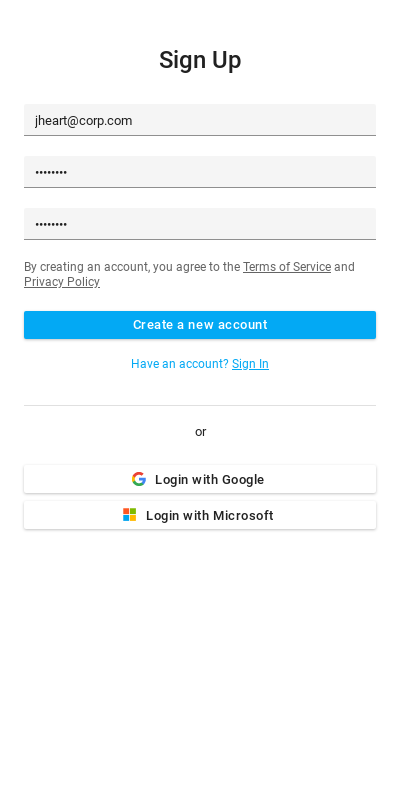 Sign Up
jheart@corp.com
••••••••
••••••••
By creating an account, you agree to the Terms of Service and
Privacy Policy
Create a new account
Have an account? Sign In
or
Login with Google
Login with Microsoft